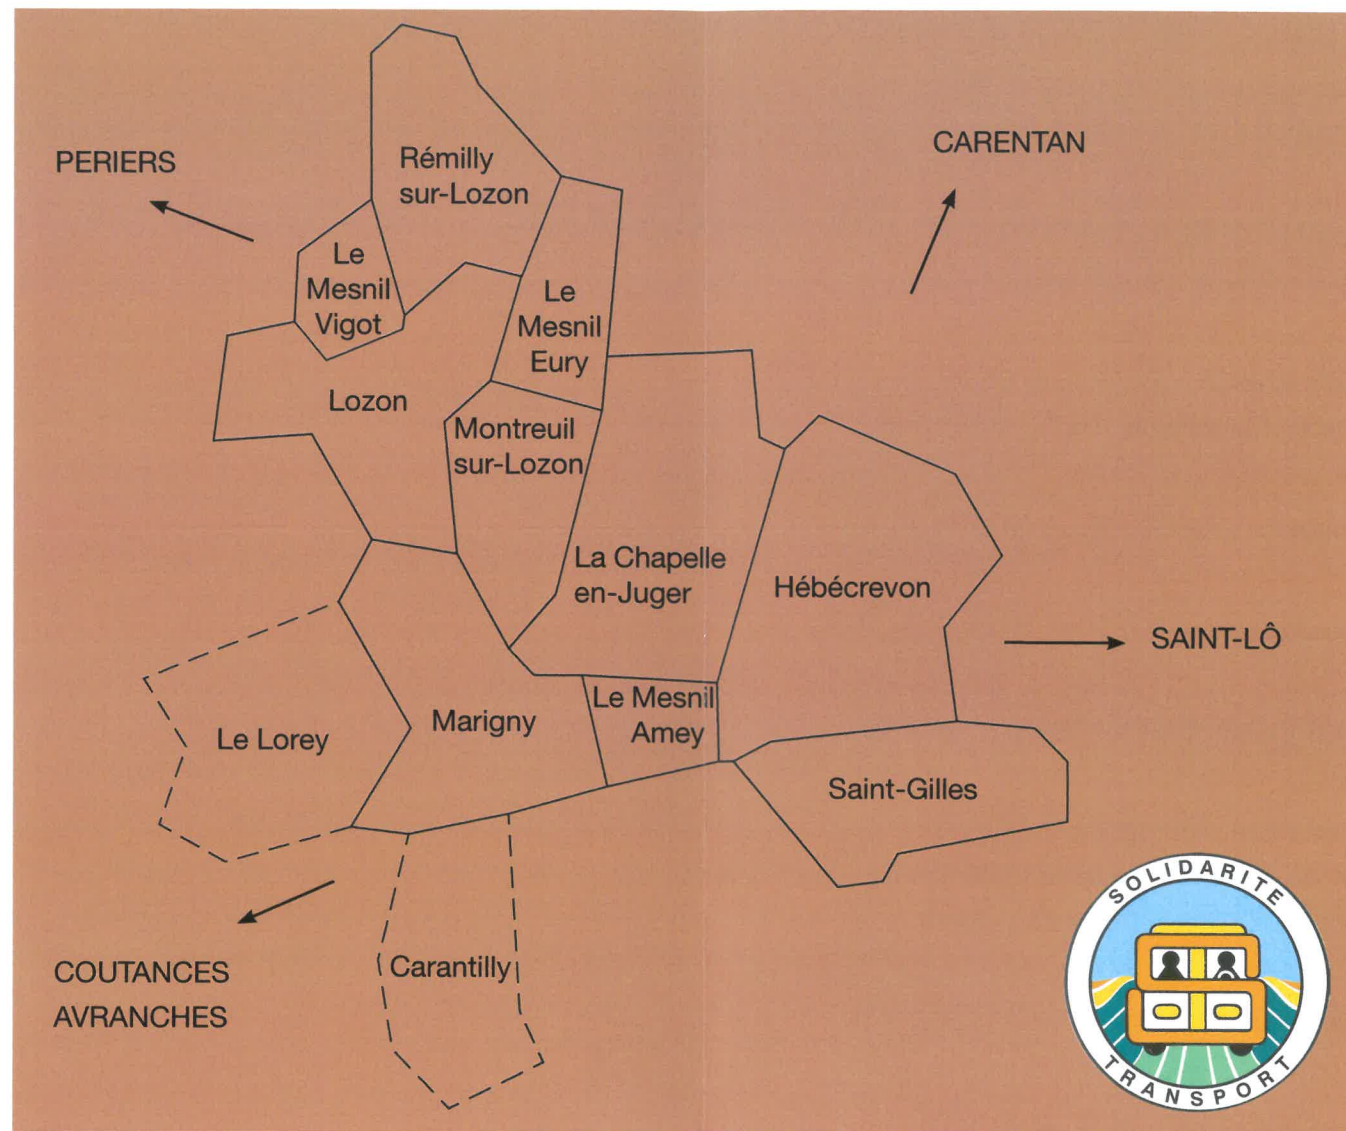 PERIERS
CARENTAN
Rémilly
sur-Lozon
Le
Mesnil
Vigot
Le
Mesnil
Eury
Lozon
Montreuil
sur-Lozon
La Chapelle
en-Juger
Hébécrevon
SAINT-LÔ
Le Mesnil
Amey
Marigny
Le Lorey
Saint-Gilles
Carantilly
COUTANCES
AVRANCHES
SOLIDARITE
TRANSPORT